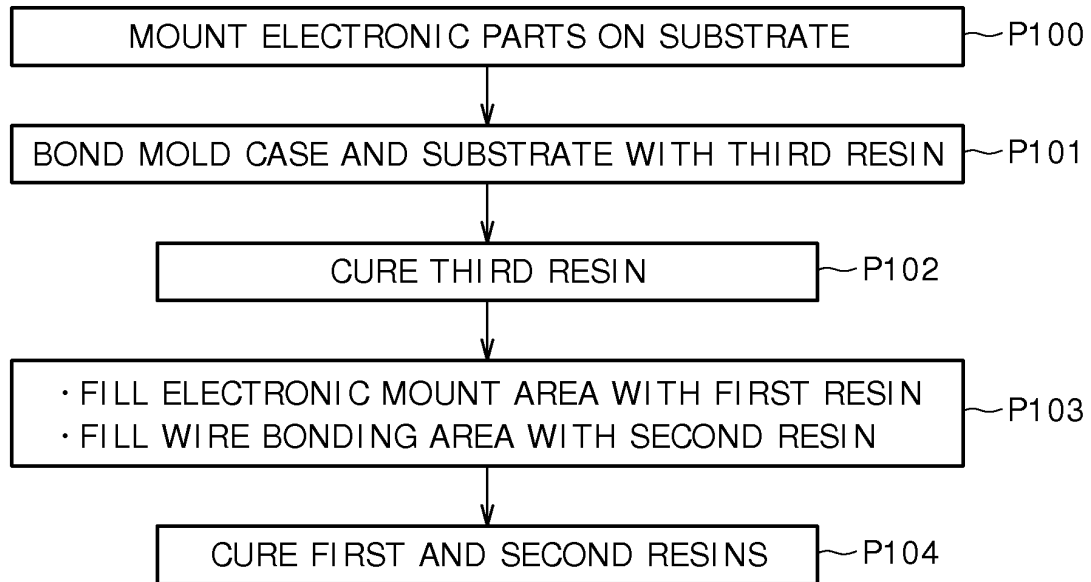 MOUNT ELECTRONIC PARTS ON SUBSTRATE P100
BOND MOLD CASE AND SUBSTRATE WITH THIRD RESIN P101
CURE THIRD RESIN P102
・FILL ELECTRONIC MOUNT AREA WITH FIRST RESIN
・FILL WIRE BONDING AREA WITH SECOND RESIN
P103
CURE FIRST AND SECOND RESINS P104